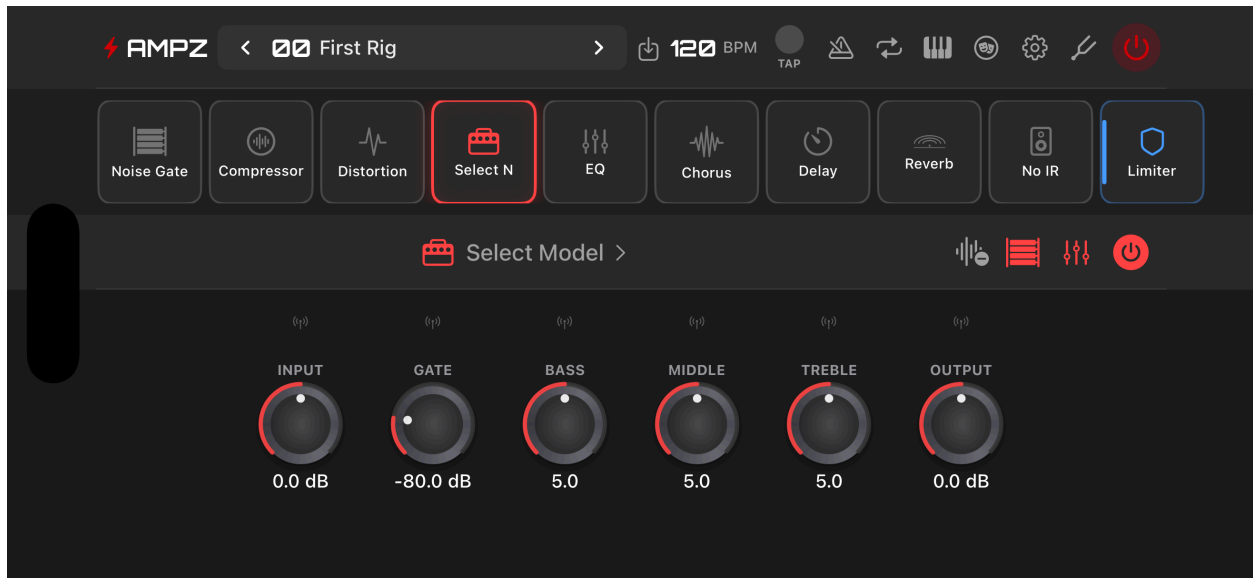 AMPZ
00 First Rig
120 BPM
TAP
Noise Gate
Compressor
Distortion
Select N
EQ
Chorus
Delay
Reverb
No IR
Limiter
Select Model >
INPUT
GATE
BASS
MIDDLE
TREBLE
OUTPUT
0.0 dB
-80.0 dB
5.0
5.0
5.0
0.0 dB